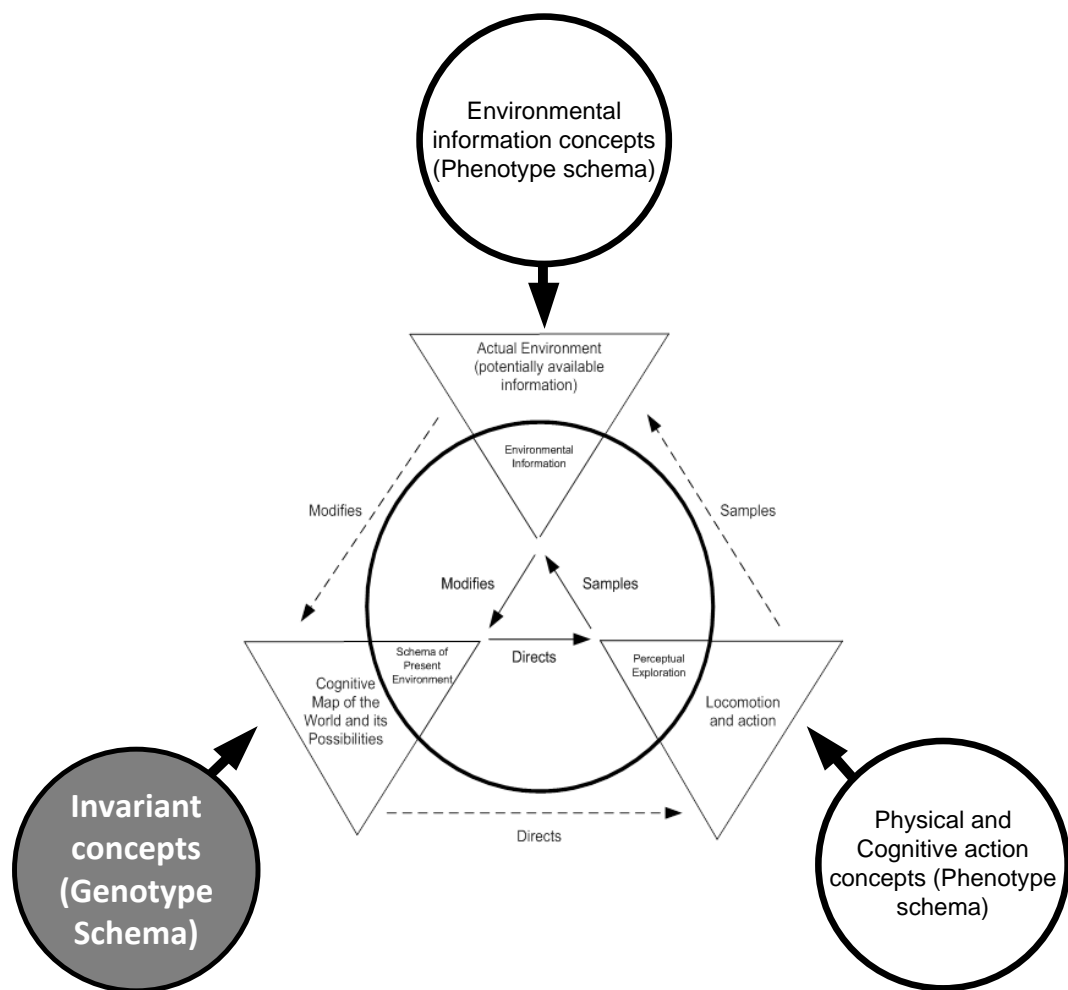 Environmental
information concepts
(Phenotype schema)
Actual Environment
(potentially available
information)
Environmental
Information
Modifies
Samples
Modifies
Samples
Directs
Schema of
Present
Environment
Cognitive
Map of the
World and its
Possibilities
Perceptual
Exploration
Locomotion
and action
Directs
Invariant
concepts
(Genotype
Schema)
Physical and
Cognitive action
concepts (Phenotype
schema)